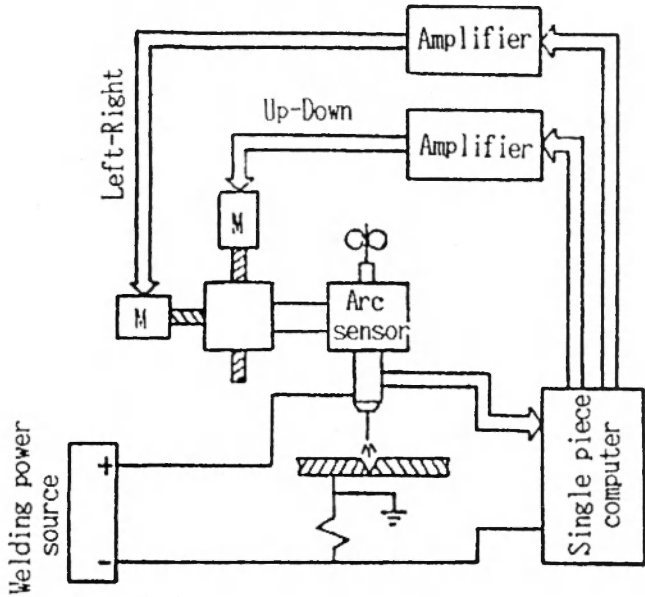 Amplifier
Up-Down
Amplifier
Left-Right
M
M
Arc
sensor
Welding power
source
+
-
Single piece
computer